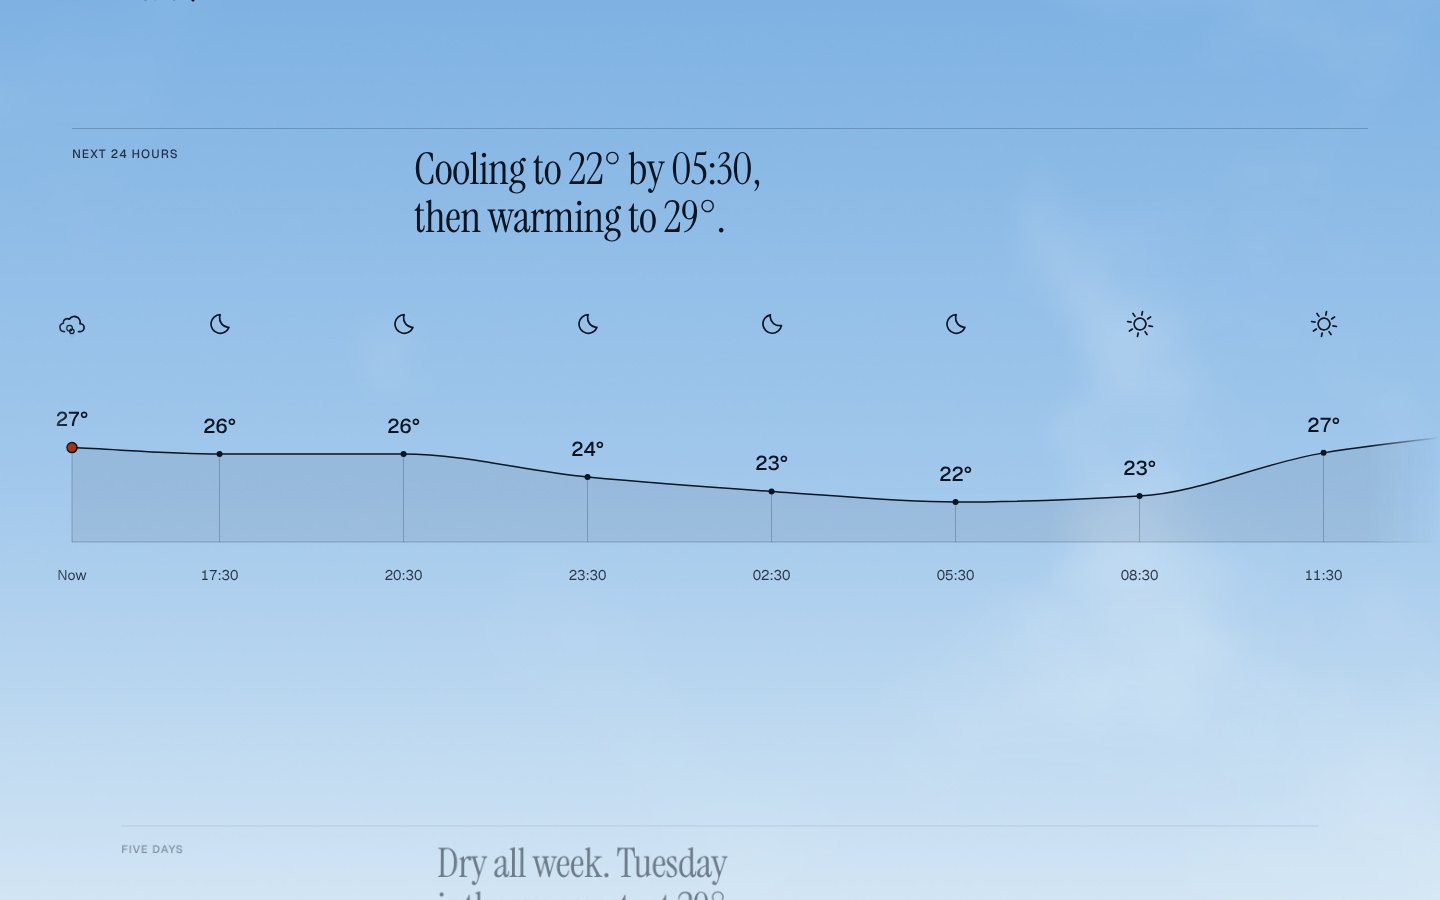 NEXT 24 HOURS
Cooling to 22° by 05:30,
then warming to 29°.
27° 26° 26° 24° 23° 22° 23° 27°
Now 17:30 20:30 23:30 02:30 05:30 08:30 11:30
FIVE DAYS
Dry all week. Tuesday